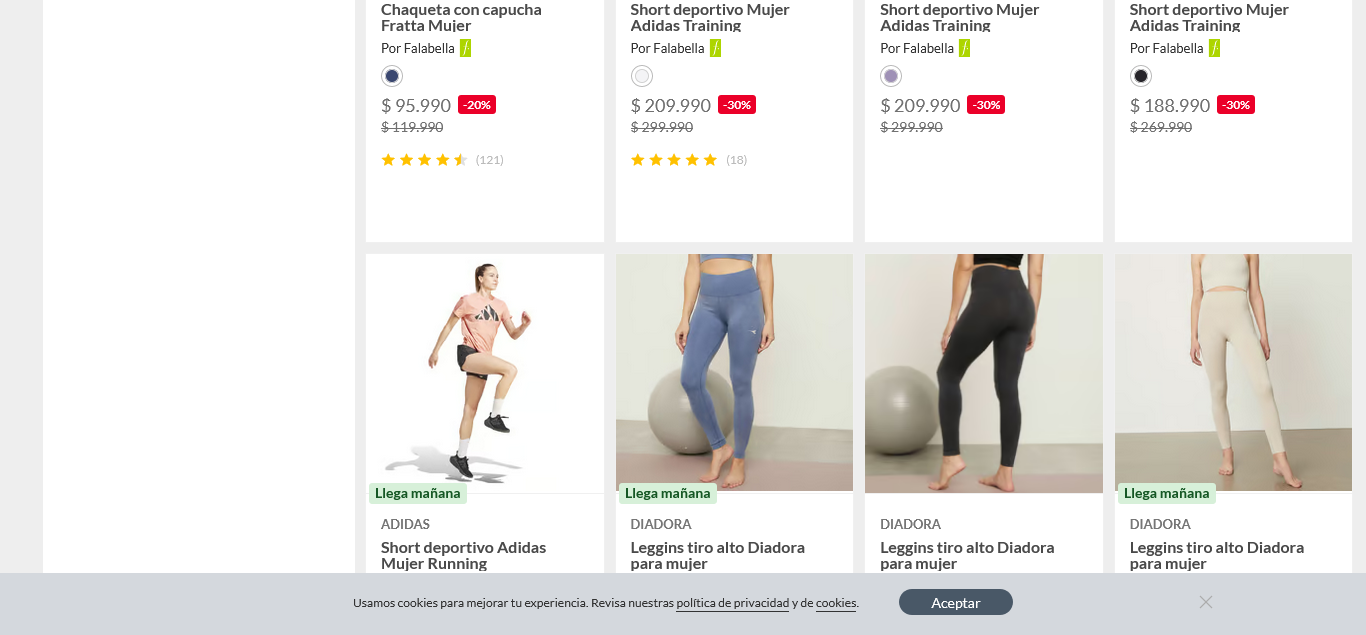 Chaqueta con capucha
Fratta Mujer
Por Falabella
$ 95.990 -20%
$ 119.990
(121)
Short deportivo Mujer
Adidas Training
Por Falabella
$ 209.990 -30%
$ 299.990
(18)
Short deportivo Mujer
Adidas Training
Por Falabella
$ 209.990 -30%
$ 299.990
Short deportivo Mujer
Adidas Training
Por Falabella
$ 188.990 -30%
$ 269.990
Llega mañana
ADIDAS
Short deportivo Adidas
Mujer Running
Llega mañana
DIADORA
Leggins tiro alto Diadora
para mujer
DIADORA
Leggins tiro alto Diadora
para mujer
Llega mañana
DIADORA
Leggins tiro alto Diadora
para mujer
Usamos cookies para mejorar tu experiencia. Revisa nuestras política de privacidad y de cookies.
Aceptar